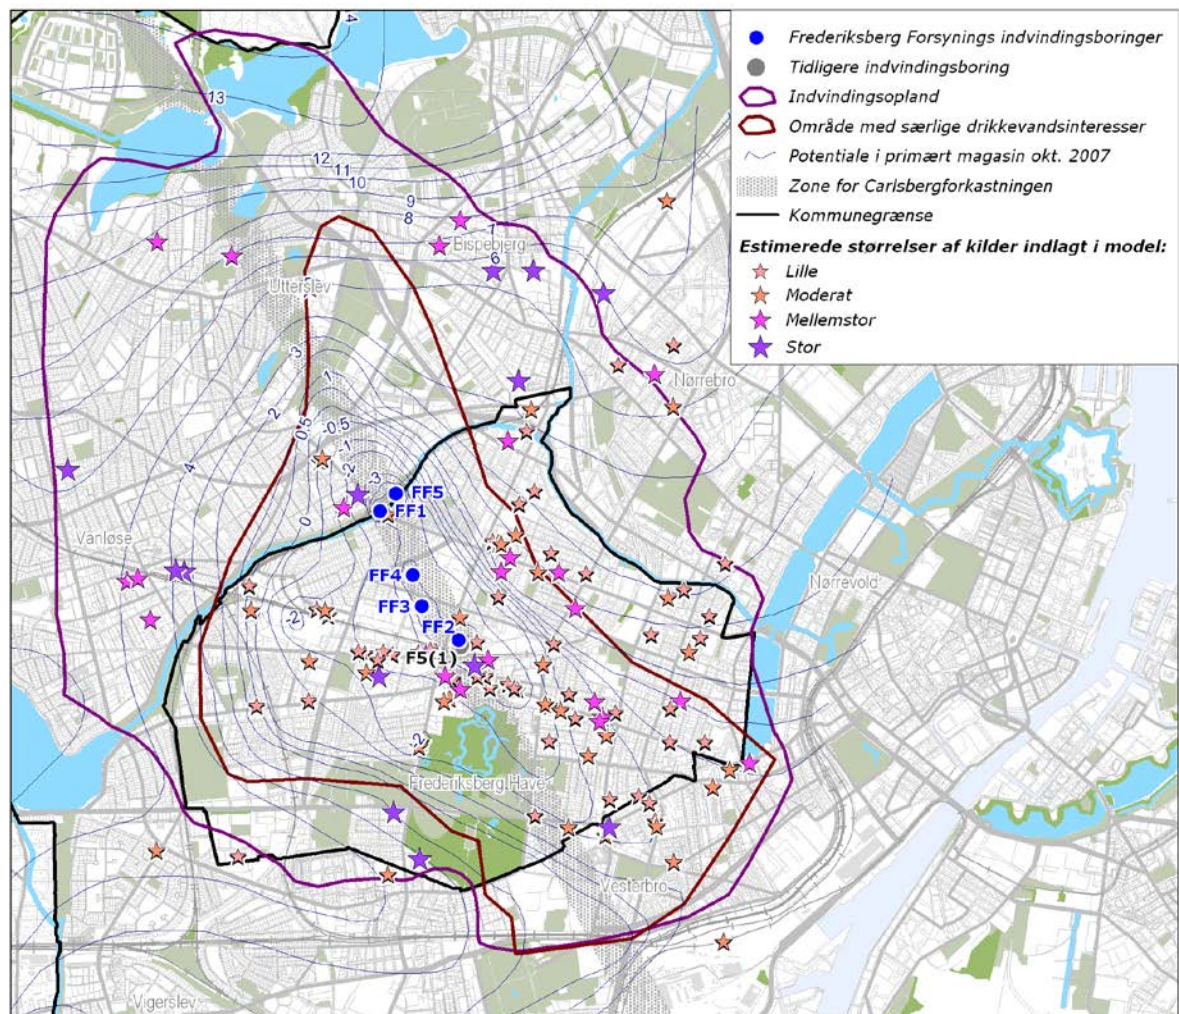 Frederiksberg Forsynings indvindingsboringer
Tidligere indvindingsboring
Indvindingsopland
Område med særlige drikkevandsinteresser
Potentiale i primært magasin okt. 2007
Zone for Carlsbergforkastningen
Kommunegrænse
Estimerede størrelser af kilder indlagt i model:
Lille
Moderat
Mellemstor
Stor
4
13
12
11
10
9
8
7
Bispebjerg
6
Utterslev
5
3
1
2
Nørrebro
0.5
-0.5
-1
-2
-3
4
FF5
FF1
0
Vanløse
FF4
Nørrevold
FF3
-2
FF2
F5(1)
-2
Frederiksberg Have
Vesterbro
Vigerslev